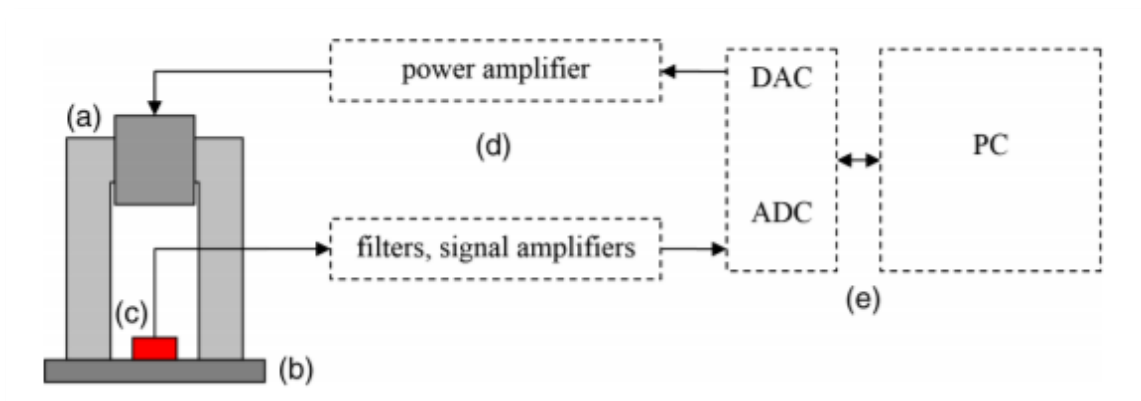 power amplifier
DAC
(a)
(d)
PC
ADC
filters, signal amplifiers
(c)
(e)
(b)